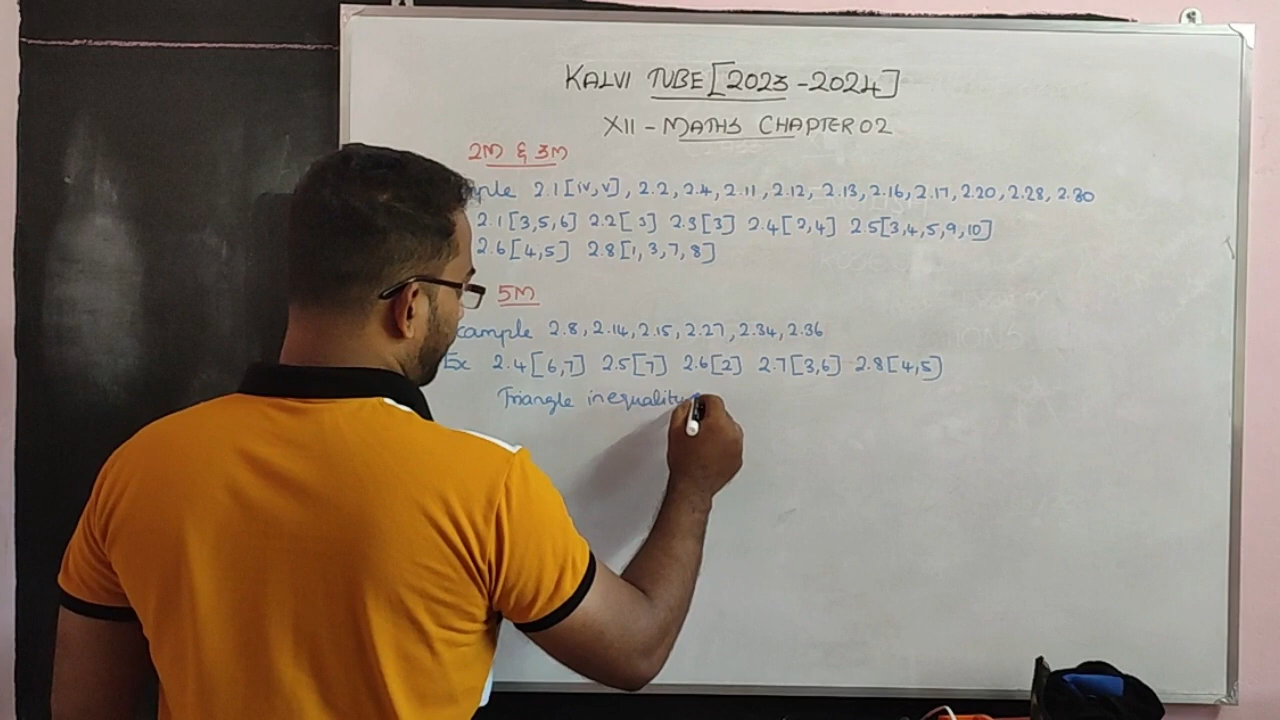 KALVI TUBE [2023-2024]
XII - MATHS CHAPTER 02
2M & 3M
mple 2.1[iv,v], 2.2, 2.4, 2.11, 2.12, 2.13, 2.16, 2.17, 2.20, 2.28, 2.30
2.1[3,5,6] 2.2[3] 2.3[3] 2.4[2,4] 2.5[3,4,5,9,10]
2.6[4,5] 2.8[1,3,7,8]
5M
xample 2.8, 2.14, 2.15, 2.27, 2.34, 2.36
Ex 2.4[6,7] 2.5[7] 2.6[2] 2.7[3,6] 2.8[4,5]
Triangle inequality